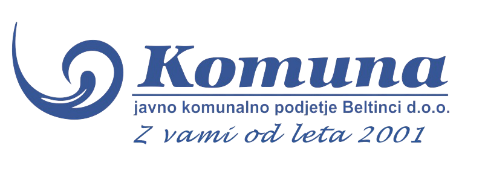 Komuna
javno komunalno podjetje Beltinci d.o.o.
Z vami od leta 2001